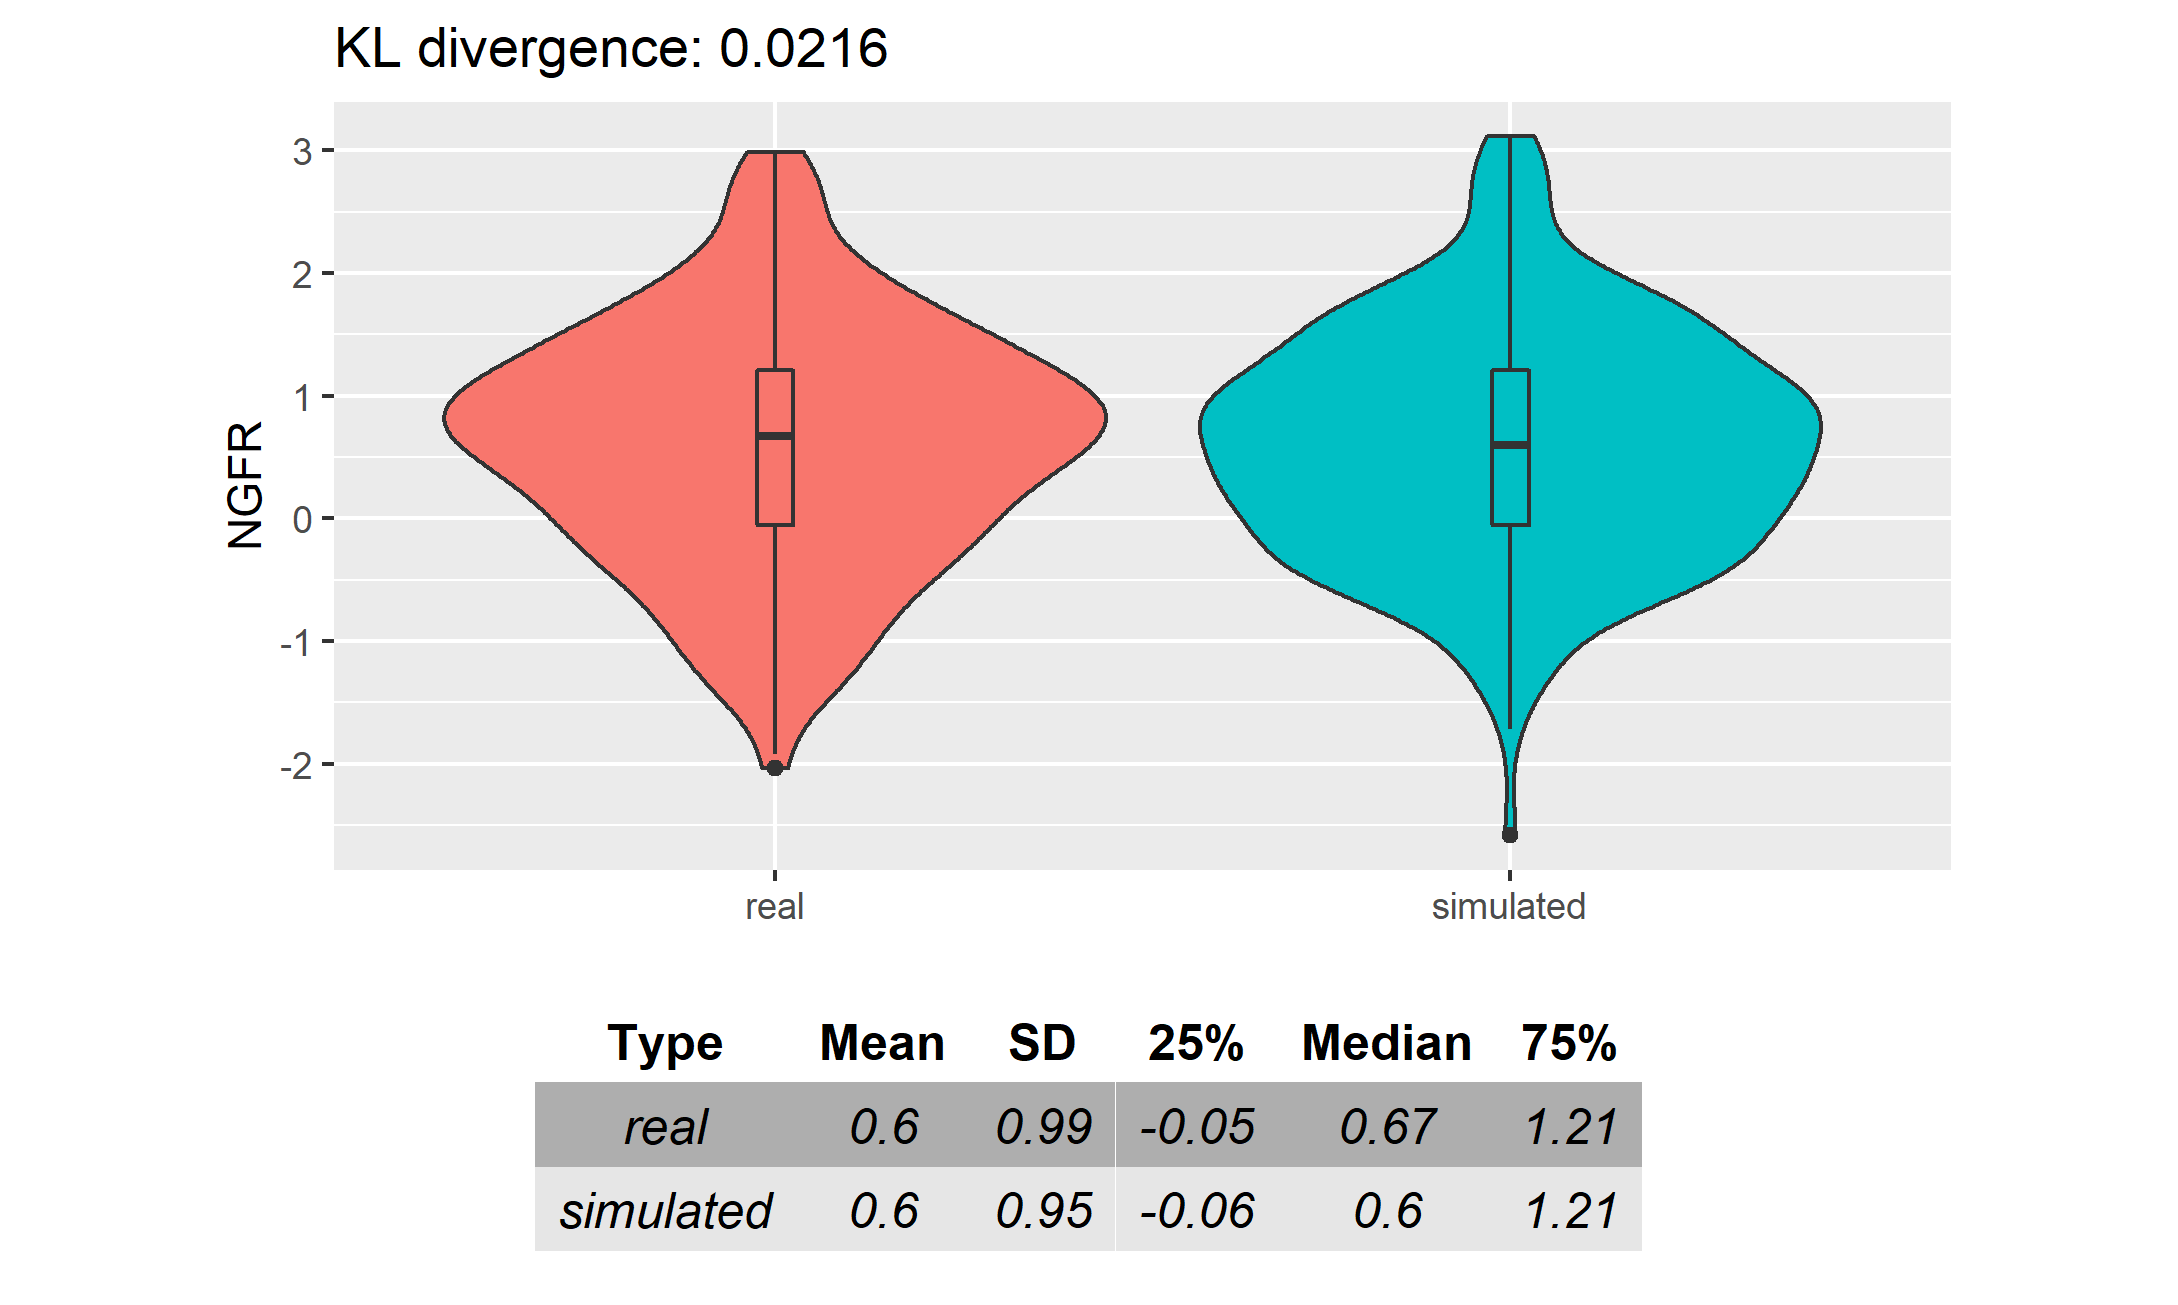 KL divergence: 0.0216
3
2
1
0
-1
-2
NGFR
real simulated
Type Mean SD 25% Median 75%
real 0.6 0.99 -0.05 0.67 1.21
simulated 0.6 0.95 -0.06 0.6 1.21